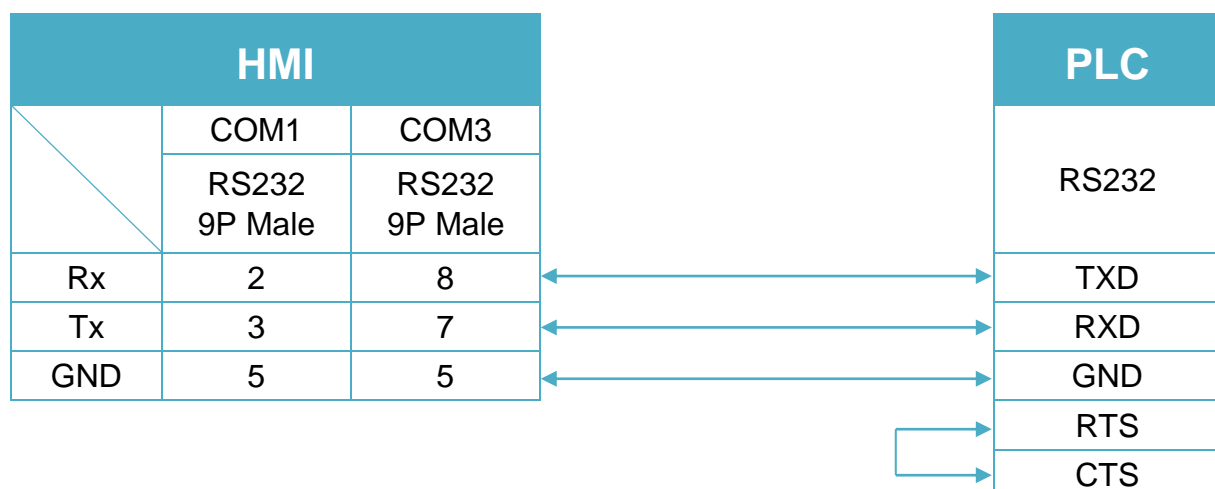 HMI PLC
COM1 COM3
RS232 RS232 RS232
9P Male 9P Male
Rx 2 8 TXD
Tx 3 7 RXD
GND 5 5 GND
RTS
CTS